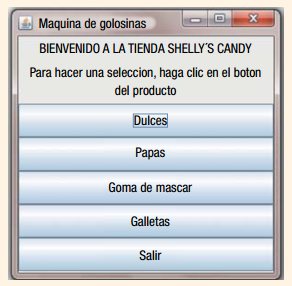 Maquina de golosinas
BIENVENIDO A LA TIENDA SHELLY´S CANDY
Para hacer una seleccion, haga clic en el boton
del producto
Dulces
Papas
Goma de mascar
Galletas
Salir